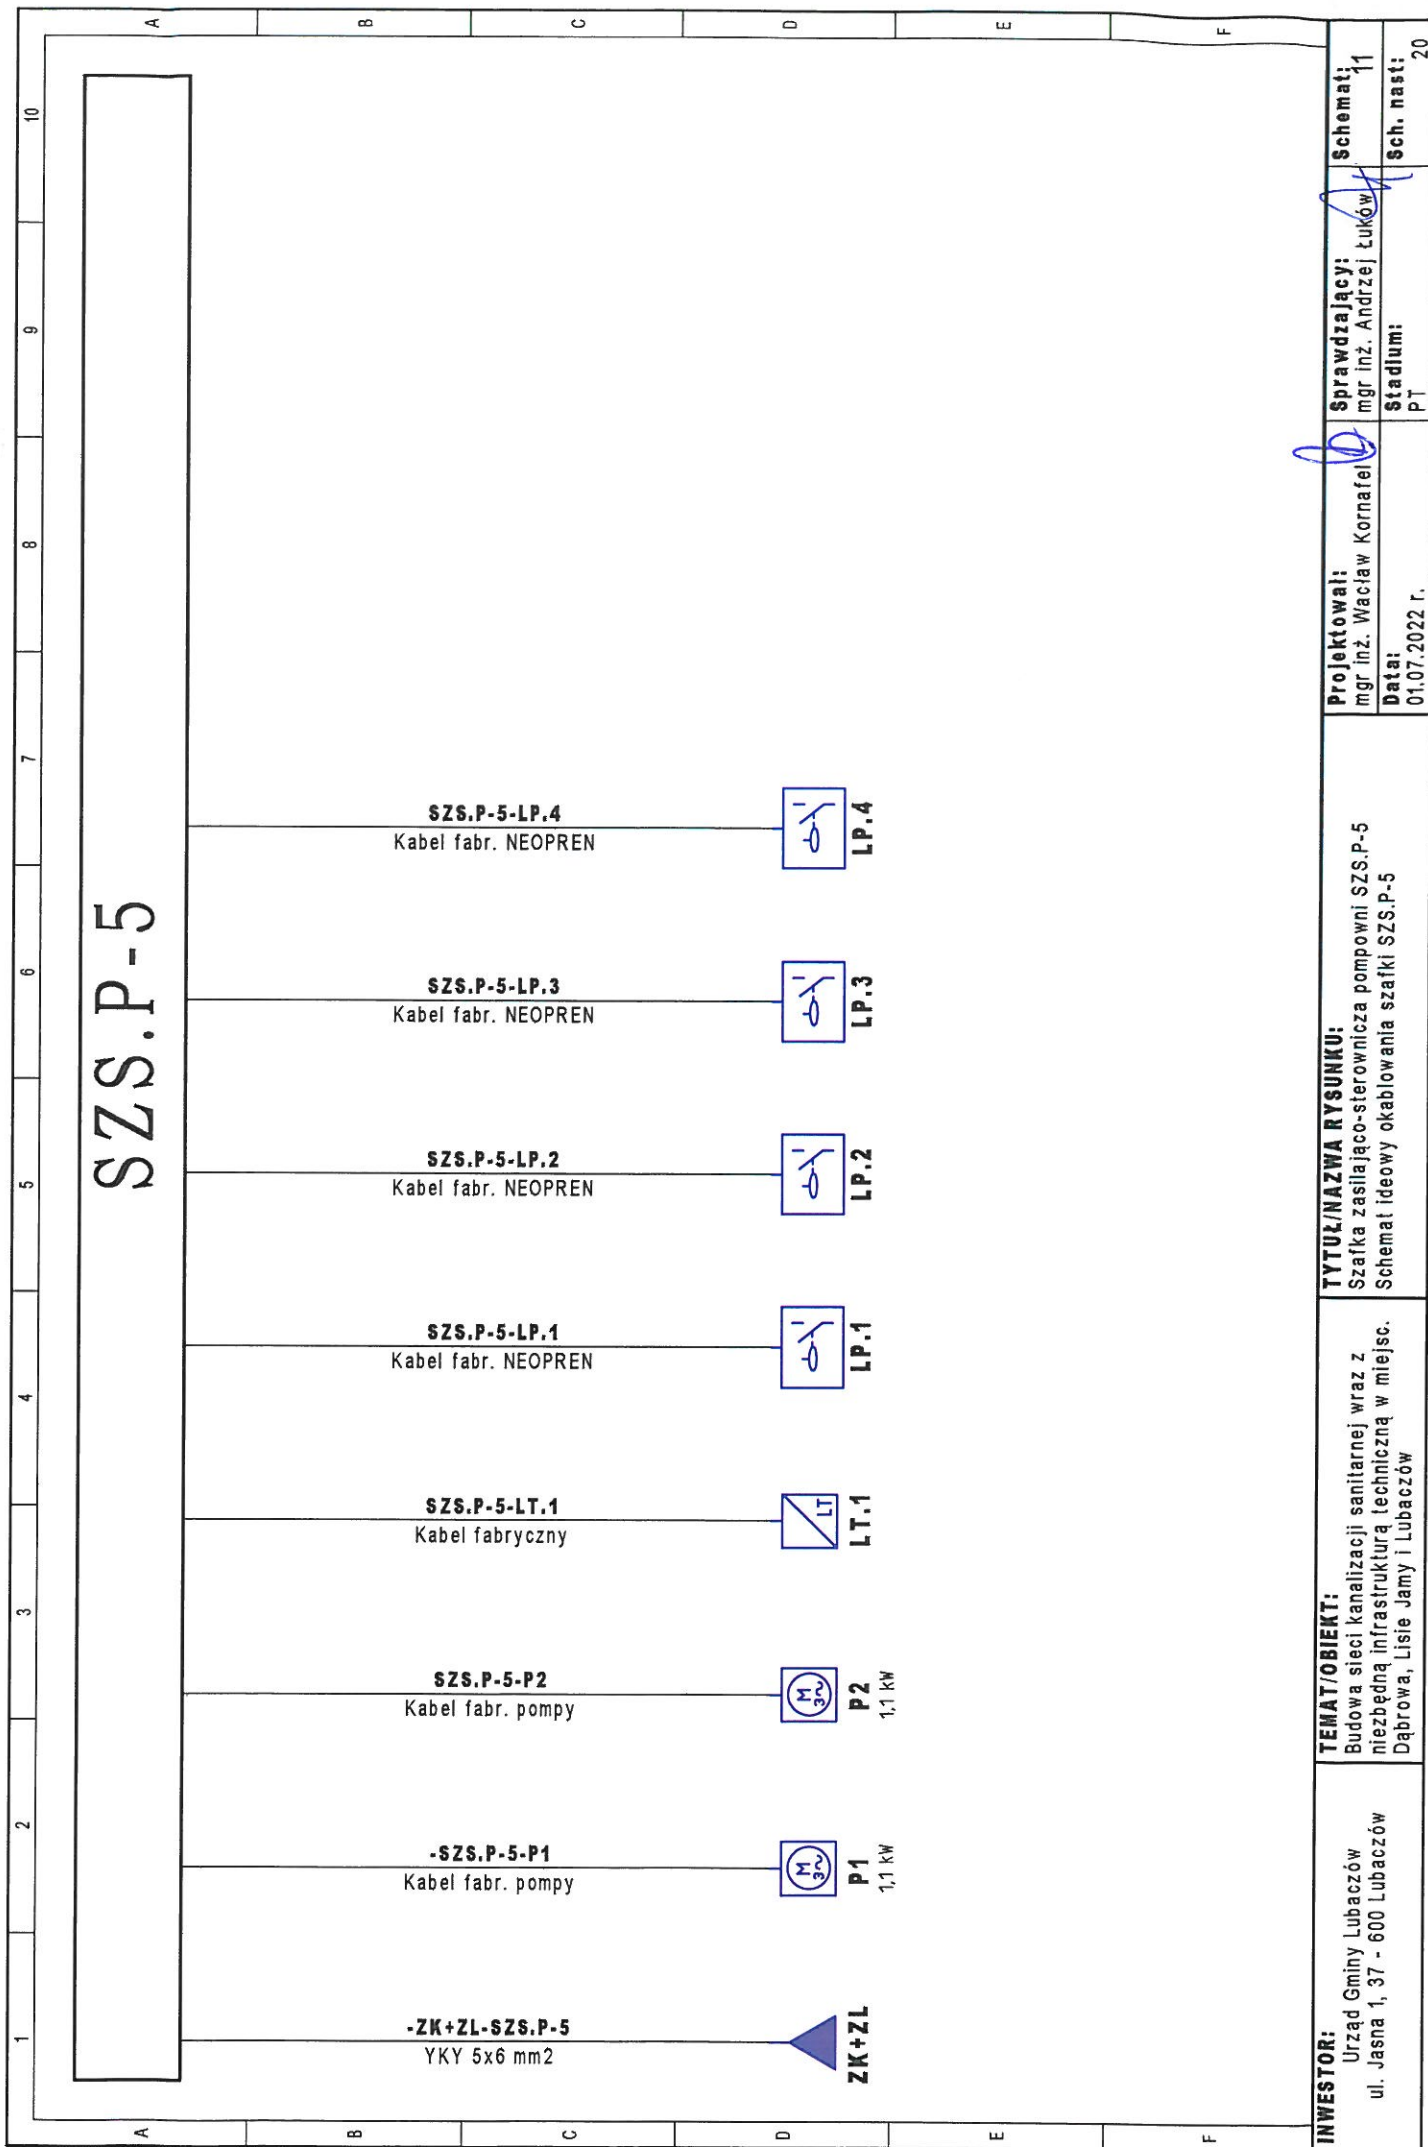 1 2 3 4 5 6 7 8 9 10
A A
B B
C C
D D
E E
F F
SZS.P-5
-ZK+ZL-SZS.P-5
YKY 5x6 mm2
ZK+ZL
-SZS.P-5-P1
Kabel fabr. pompy
M
3~
P1
1,1 kW
SZS.P-5-P2
Kabel fabr. pompy
M
3~
P2
1,1 kW
SZS.P-5-LT.1
Kabel fabryczny
LT
LT.1
SZS.P-5-LP.1
Kabel fabr. NEOPREN
LP.1
SZS.P-5-LP.2
Kabel fabr. NEOPREN
LP.2
SZS.P-5-LP.3
Kabel fabr. NEOPREN
LP.3
SZS.P-5-LP.4
Kabel fabr. NEOPREN
LP.4
INWESTOR:
Urząd Gminy Lubaczów
ul. Jasna 1, 37 - 600 Lubaczów
TEMAT/OBIEKT:
Budowa sieci kanalizacji sanitarnej wraz z
niezbędną infrastrukturą techniczną w miejsc.
Dąbrowa, Lisie Jamy i Lubaczów
TYTUŁ/NAZWA RYSUNKU:
Szafka zasilająco-sterownicza pompowni SZS.P-5
Schemat ideowy okablowania szafki SZS.P-5
Projektował:
mgr inż. Wacław Kornafel
Data:
01.07.2022 r.
Sprawdzający:
mgr inż. Andrzej Łuków
Stadium:
PT
Schemat:
11
Sch. nast:
20